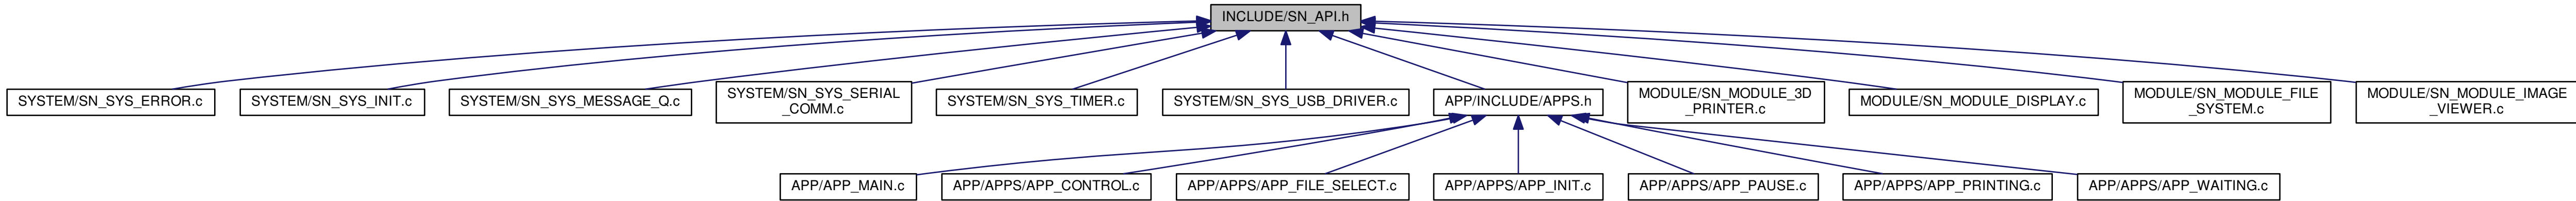 INCLUDE/SN_API.h
SYSTEM/SN_SYS_ERROR.c
SYSTEM/SN_SYS_INIT.c
SYSTEM/SN_SYS_MESSAGE_Q.c
SYSTEM/SN_SYS_SERIAL
_COMM.c
SYSTEM/SN_SYS_TIMER.c
SYSTEM/SN_SYS_USB_DRIVER.c
APP/INCLUDE/APPS.h
MODULE/SN_MODULE_3D
_PRINTER.c
MODULE/SN_MODULE_DISPLAY.c
MODULE/SN_MODULE_FILE
_SYSTEM.c
MODULE/SN_MODULE_IMAGE
_VIEWER.c
APP/APP_MAIN.c
APP/APPS/APP_CONTROL.c
APP/APPS/APP_FILE_SELECT.c
APP/APPS/APP_INIT.c
APP/APPS/APP_PAUSE.c
APP/APPS/APP_PRINTING.c
APP/APPS/APP_WAITING.c